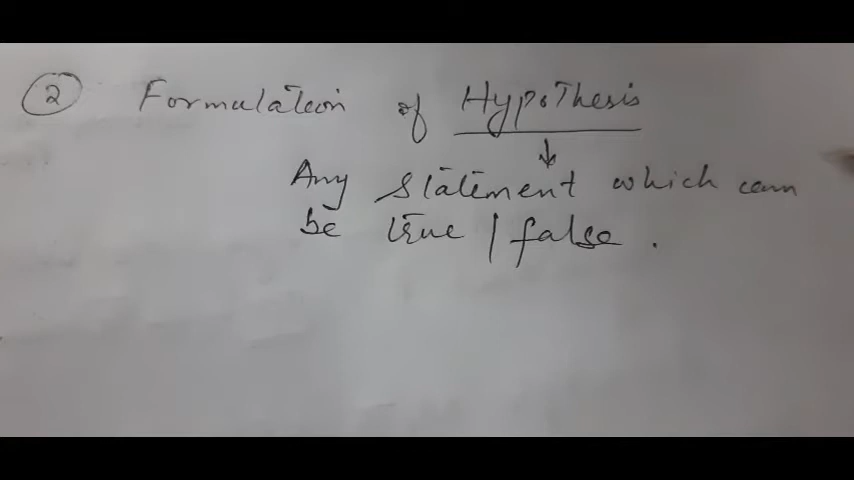 2 Formulation of Hypothesis
Any statement which can
be true / false .